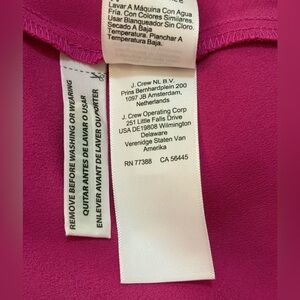 Lavar A Máquina Con Agua
Fría. Con Colores Similares.
Usar Blanqueador Sin Cloro.
Secado A Baja
Temperatura. Planchar A
Temperatura Baja.
J. Crew NL B.V.
Prins Bernhardplein 200
1097 JB Amsterdam,
Netherlands
J. Crew Operating Corp
251 Little Falls Drive
USA DE19808 Wilmington
Delaware
Verenidge Staten Van
Amerika
RN 77388 CA 56445
REMOVE BEFORE WASHING OR WEARING
QUITAR ANTES DE LAVAR O USAR
ENLEVER AVANT DE LAVER OU PORTER